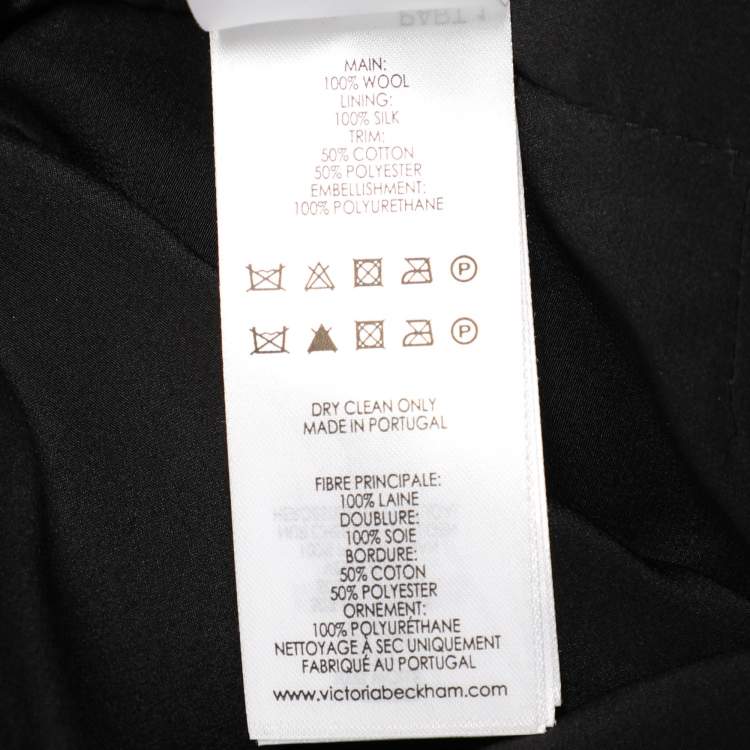 PART 1
MAIN:
100% WOOL
LINING:
100% SILK
TRIM:
50% COTTON
50% POLYESTER
EMBELLISHMENT:
100% POLYURETHANE
P
P
DRY CLEAN ONLY
MADE IN PORTUGAL
FIBRE PRINCIPALE:
100% LAINE
DOUBLURE:
100% SOIE
BORDURE:
50% COTON
50% POLYESTER
ORNEMENT:
100% POLYURÉTHANE
NETTOYAGE À SEC UNIQUEMENT
FABRIQUÉ AU PORTUGAL
www.victoriabeckham.com